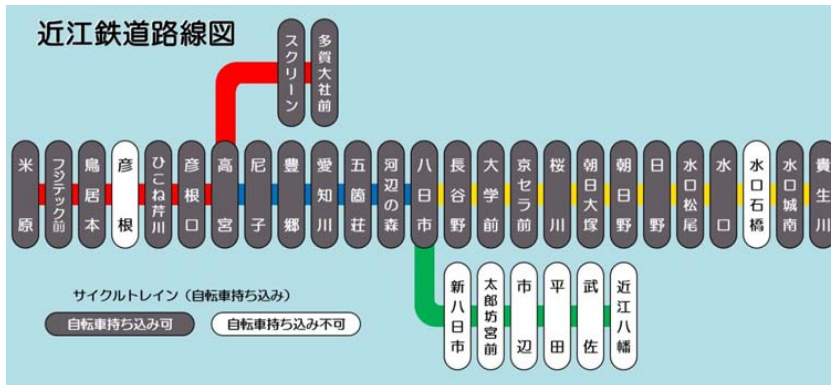 近江鉄道路線図
スクリーン
多賀大社前
米原
フジテック前
鳥居本
彦根
ひこね芹川
彦根口
高宮
尼子
豊郷
愛知川
五箇荘
河辺の森
八日市
長谷野
大学前
京セラ前
桜川
朝日大塚
朝日野
日野
水口松尾
水口
水口石橋
水口城南
貴生川
新八日市
太郎坊宮前
市辺
平田
武佐
近江八幡
サイクルトレイン（自転車持ち込み）
自転車持ち込み可
自転車持ち込み不可